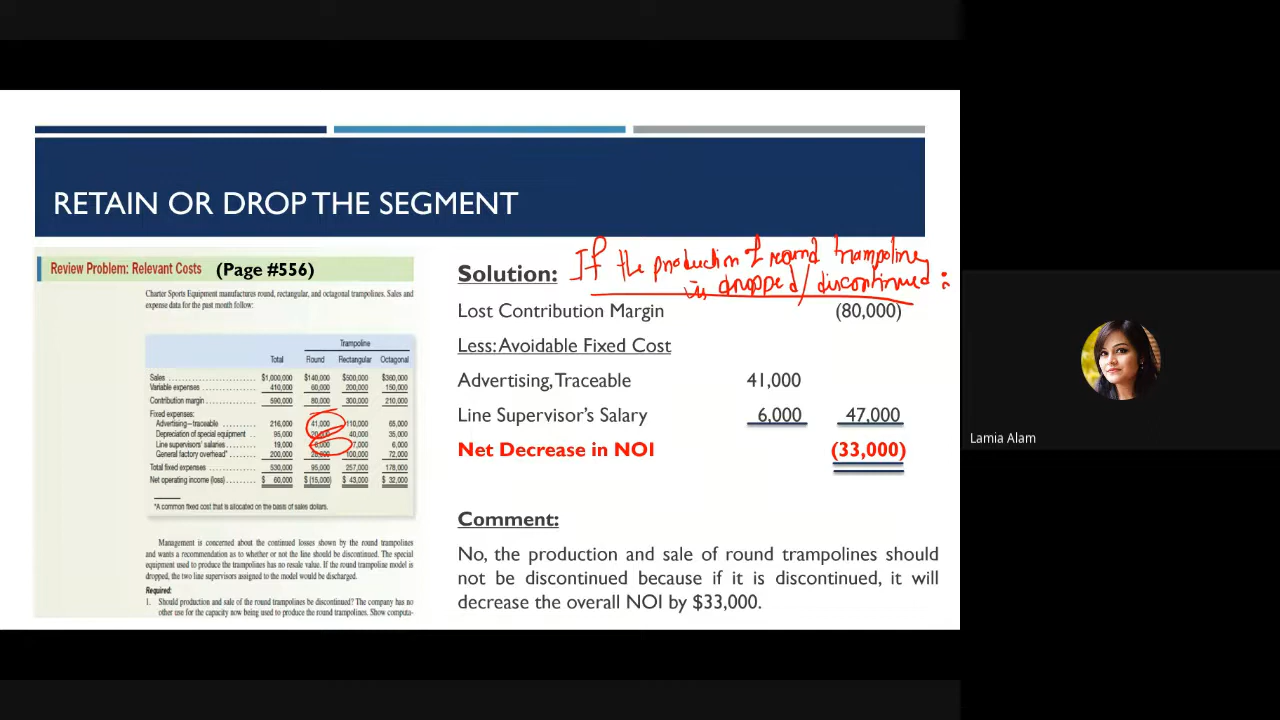 RETAIN OR DROP THE SEGMENT
Review Problem: Relevant Costs (Page #556)
Charter Sports Equipment manufactures round, rectangular, and octagonal trampolines. Sales and
expense data for the past month follow:
Trampoline
Total Round Rectangular Octagonal
Sales $1,000,000 $140,000 $500,000 $360,000
Variable expenses 410,000 60,000 200,000 150,000
Contribution margin 590,000 80,000 300,000 210,000
Fixed expenses:
Advertising—traceable 216,000 41,000 110,000 65,000
Depreciation of special equipment 95,000 40,000 35,000
Line supervisors' salaries 19,000 6,000 7,000 6,000
General factory overhead* 200,000 100,000 72,000
Total fixed expenses 530,000 95,000 257,000 178,000
Net operating income (loss) $ 60,000 $ (15,000) $ 43,000 $ 32,000
*A common fixed cost that is allocated on the basis of sales dollars.
Management is concerned about the continued losses shown by the round trampolines
and wants a recommendation as to whether or not the line should be discontinued. The special
equipment used to produce the trampolines has no resale value. If the round trampoline model is
dropped, the two line supervisors assigned to the model would be discharged.
Required:
1. Should production and sale of the round trampolines be discontinued? The company has no
other use for the capacity now being used to produce the round trampolines. Show computa-
Solution: If the production of round trampoline
is dropped/discontinued:
Lost Contribution Margin (80,000)
Less: Avoidable Fixed Cost
Advertising, Traceable 41,000
Line Supervisor's Salary 6,000 47,000
Net Decrease in NOI (33,000)
Comment:
No, the production and sale of round trampolines should
not be discontinued because if it is discontinued, it will
decrease the overall NOI by $33,000.
Lamia Alam